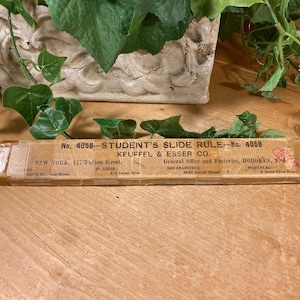 No. 4058—STUDENT'S SLIDE RULE—No. 4058
KEUFFEL & ESSER CO.
NEW YORK, 127 Fulton Street, General Office and Factories, HOBOKEN, N. J.
ST. LOUIS SAN FRANCISCO MONTREAL